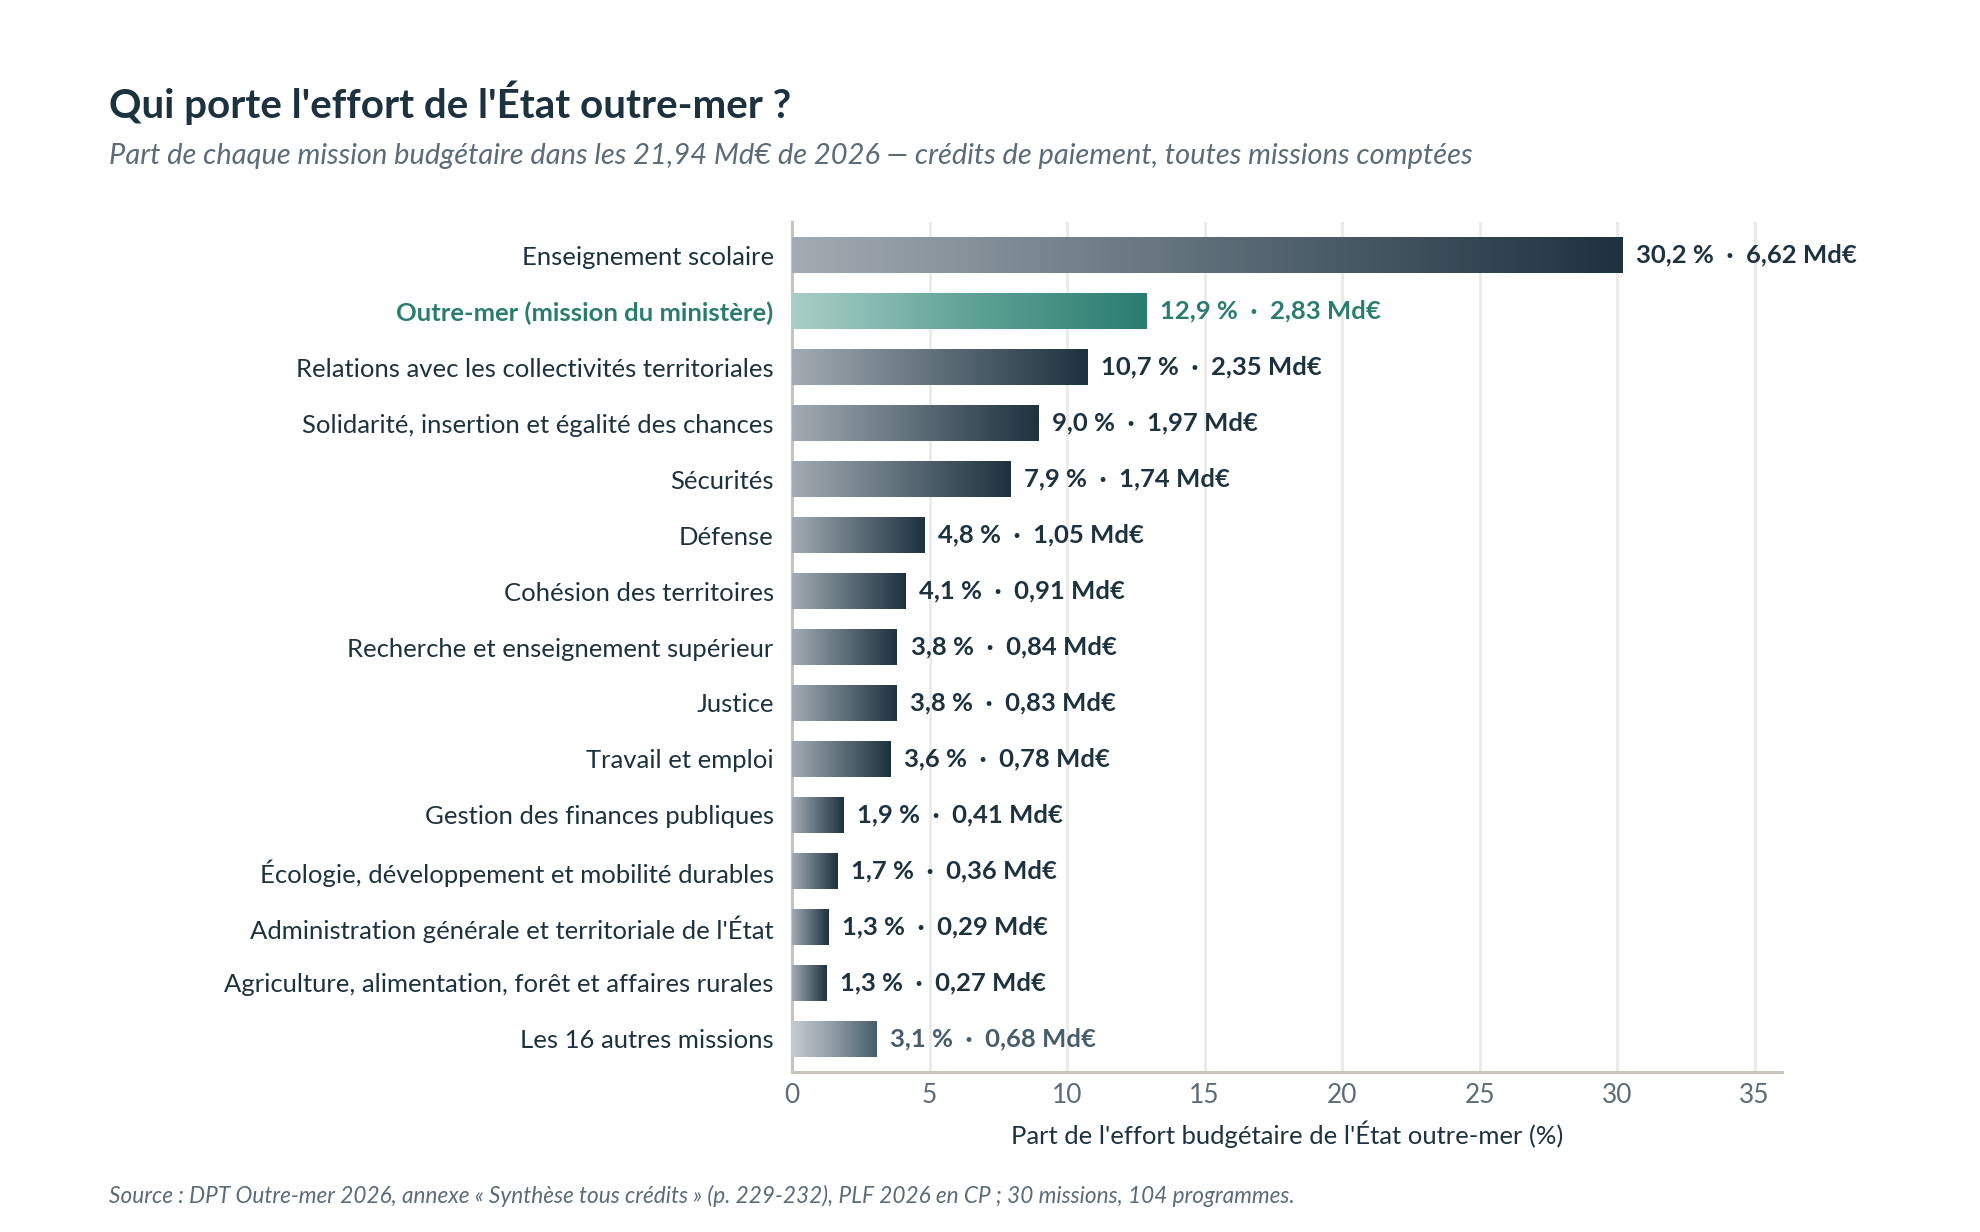 Qui porte l'effort de l'État outre-mer ?
Part de chaque mission budgétaire dans les 21,94 Md€ de 2026 — crédits de paiement, toutes missions comptées
Enseignement scolaire 30,2 % · 6,62 Md€
Outre-mer (mission du ministère) 12,9 % · 2,83 Md€
Relations avec les collectivités territoriales 10,7 % · 2,35 Md€
Solidarité, insertion et égalité des chances 9,0 % · 1,97 Md€
Sécurités 7,9 % · 1,74 Md€
Défense 4,8 % · 1,05 Md€
Cohésion des territoires 4,1 % · 0,91 Md€
Recherche et enseignement supérieur 3,8 % · 0,84 Md€
Justice 3,8 % · 0,83 Md€
Travail et emploi 3,6 % · 0,78 Md€
Gestion des finances publiques 1,9 % · 0,41 Md€
Écologie, développement et mobilité durables 1,7 % · 0,36 Md€
Administration générale et territoriale de l'État 1,3 % · 0,29 Md€
Agriculture, alimentation, forêt et affaires rurales 1,3 % · 0,27 Md€
Les 16 autres missions 3,1 % · 0,68 Md€
0 5 10 15 20 25 30 35
Part de l'effort budgétaire de l'État outre-mer (%)
Source : DPT Outre-mer 2026, annexe « Synthèse tous crédits » (p. 229-232), PLF 2026 en CP ; 30 missions, 104 programmes.